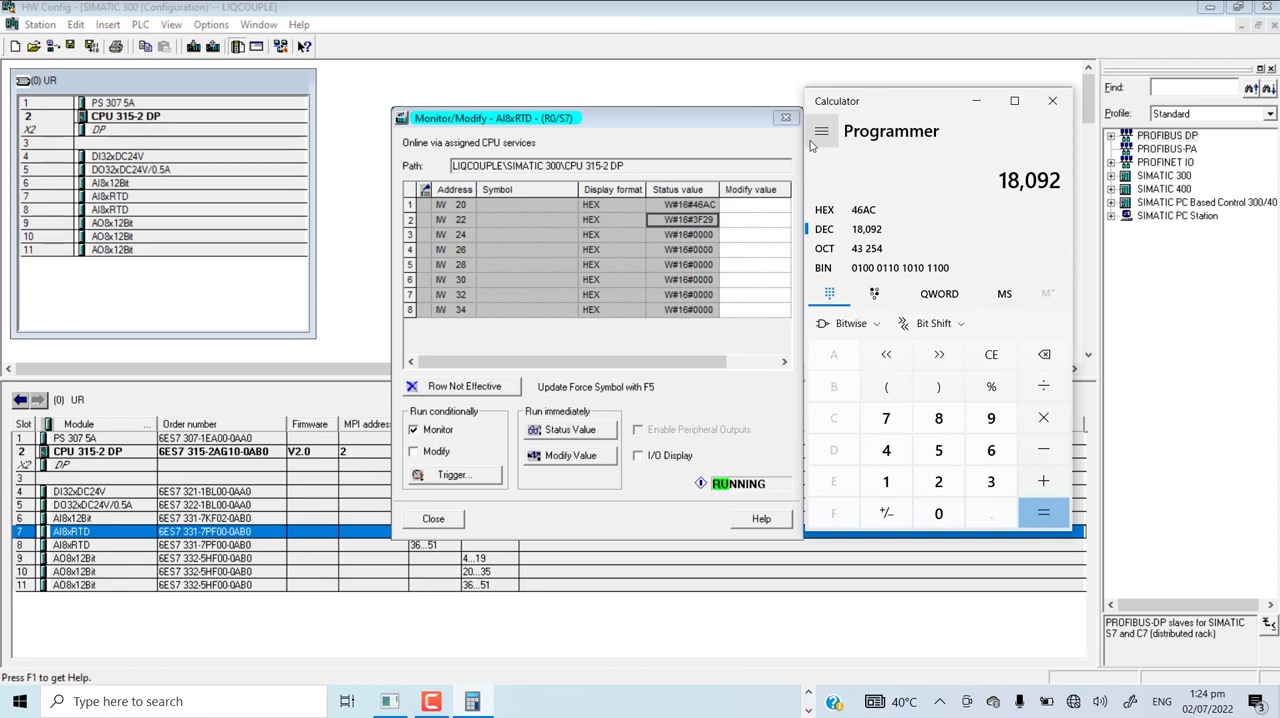 HW Config - [SIMATIC 300 (Configuration) -- LIQCOUPLE]
Station Edit Insert PLC View Options Window Help
(0) UR
1 PS 307 5A
2 CPU 315-2 DP
X2 DP
3
4 DI32xDC24V
5 DO32xDC24V/0.5A
6 AI8x12Bit
7 AI8xRTD
8 AI8xRTD
9 AO8x12Bit
10 AO8x12Bit
11 AO8x12Bit
Monitor/Modify - AI8xRTD - (R0/S7)
Online via assigned CPU services
Path: LIQCOUPLE\SIMATIC 300\CPU 315-2 DP
Address Symbol Display format Status value Modify value
1 IW 20 HEX W#16#46AC
2 IW 22 HEX W#16#3F29
3 IW 24 HEX W#16#0000
4 IW 26 HEX W#16#0000
5 IW 28 HEX W#16#0000
6 IW 30 HEX W#16#0000
7 IW 32 HEX W#16#0000
8 IW 34 HEX W#16#0000
Row Not Effective Update Force Symbol with F5
Run conditionally Run immediately
Monitor Status Value Enable Peripheral Outputs
Modify Modify Value I/O Display
Trigger... RUNNING
Close Help
Calculator
Programmer
18,092
HEX 46AC
DEC 18,092
OCT 43 254
BIN 0100 0110 1010 1100
QWORD MS M˅
Bitwise Bit Shift
A << >> CE
B ( ) % ÷
C 7 8 9 ×
D 4 5 6 −
E 1 2 3 +
F +/− 0 . =
Find:
Profile: Standard
PROFIBUS DP
PROFIBUS-PA
PROFINET IO
SIMATIC 300
SIMATIC 400
SIMATIC PC Based Control 300/40
SIMATIC PC Station
PROFIBUS-DP slaves for SIMATIC
S7 and C7 (distributed rack)
(0) UR
Slot Module ... Order number Firmware MPI address
1 PS 307 5A 6ES7 307-1EA00-0AA0
2 CPU 315-2 DP 6ES7 315-2AG10-0AB0 V2.0 2
X2 DP
3
4 DI32xDC24V 6ES7 321-1BL00-0AA0
5 DO32xDC24V/0.5A 6ES7 322-1BL00-0AA0
6 AI8x12Bit 6ES7 331-7KF02-0AB0
7 AI8xRTD 6ES7 331-7PF00-0AB0
8 AI8xRTD 6ES7 331-7PF00-0AB0 36...51
9 AO8x12Bit 6ES7 332-5HF00-0AB0 4...19
10 AO8x12Bit 6ES7 332-5HF00-0AB0 20...35
11 AO8x12Bit 6ES7 332-5HF00-0AB0 36...51
Press F1 to get Help.
Type here to search
40°C
ENG
1:24 pm
02/07/2022
3